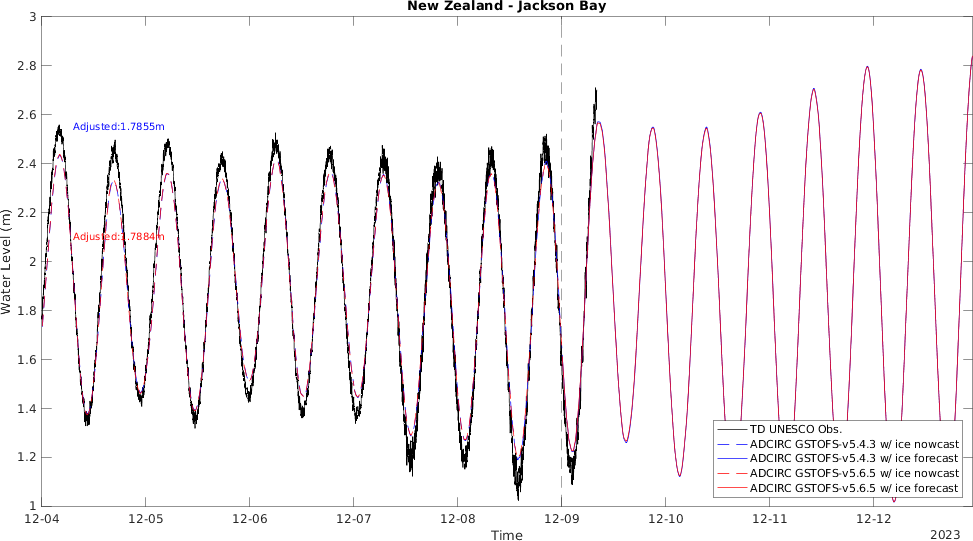 New Zealand - Jackson Bay
3
2.8
2.6
2.4
2.2
2
1.8
1.6
1.4
1.2
1
Water Level (m)
Adjusted:1.7855m
Adjusted:1.7884m
TD UNESCO Obs.
ADCIRC GSTOFS-v5.4.3 w/ ice nowcast
ADCIRC GSTOFS-v5.4.3 w/ ice forecast
ADCIRC GSTOFS-v5.6.5 w/ ice nowcast
ADCIRC GSTOFS-v5.6.5 w/ ice forecast
12-04 12-05 12-06 12-07 12-08 12-09 12-10 12-11 12-12
Time
2023